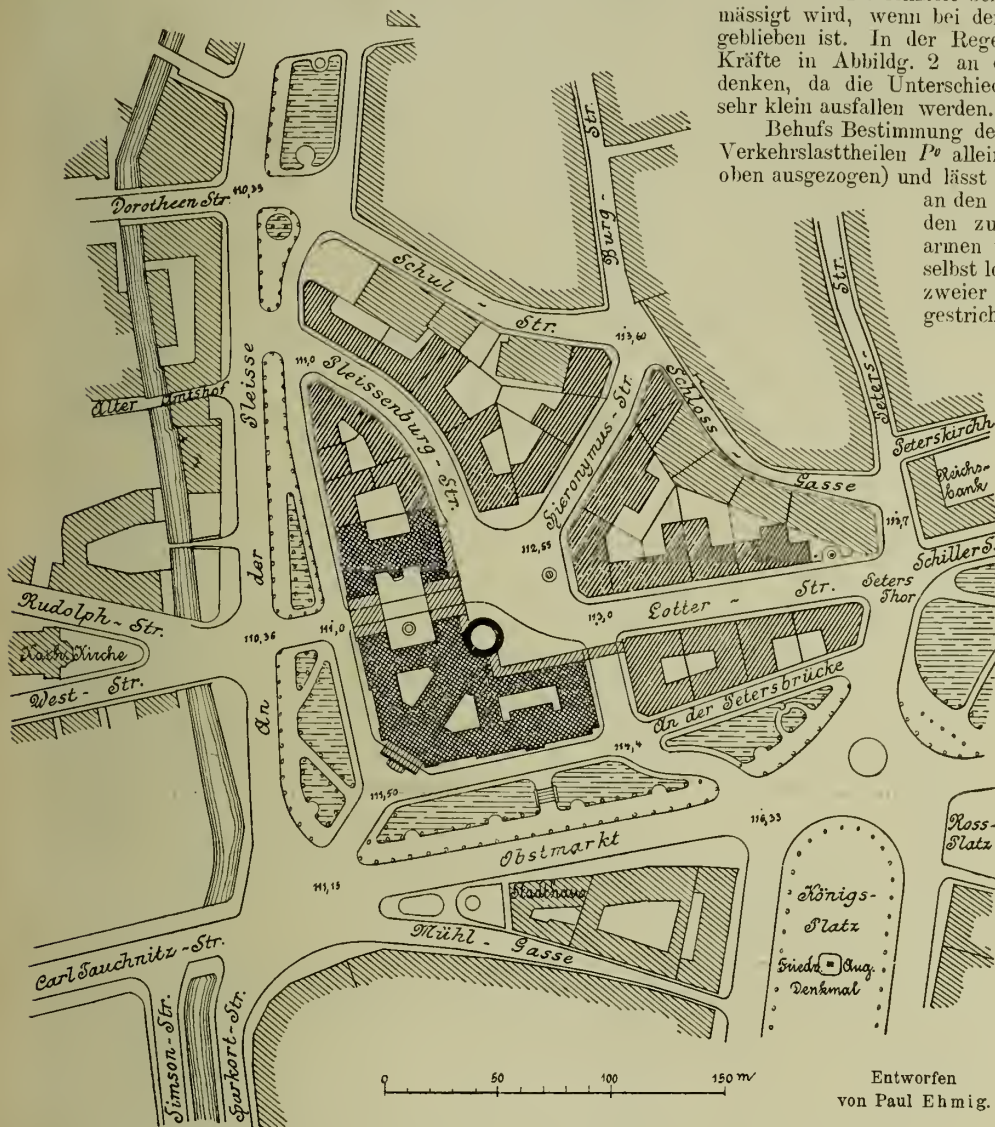 mässigt wird, wenn bei de
geblieben ist. In der Rege
Kräfte in Abbildg. 2 an
denken, da die Unterschied
sehr klein ausfallen werden.
Behufs Bestimmung de
Verkehrslasttheilen P⁰ allein
oben ausgezogen) und lässt
an den
den zu
armen
selbst l
zweier
gestrich
Dorotheen Str.
110,35
Burg-
Str.
Schul-
Str.
113,60
Peters-
Str.
Alter Amtshof
111,0
Pleissenburg-Str.
Hieronymus-Str
Schloss-
Gasse
Peterskirchh
Reichs-
bank
113,7
Schiller S
112,55
An
der
Pleisse
Rudolph-Str.
Kath. Kirche
West-Str.
110,36
111,0
113,0
Lotter-
Str.
Peters
Thor
An der Petersbrücke
114,4
111,50
Obstmarkt
116,33
Ross-
Platz
111,13
Stadthaus
Mühl-Gasse
Königs-
Platz
Friedr. Aug.
Denkmal
Carl Tauchnitz-Str.
Simson-Str.
Harkort-Str.
0 50 100 150 m
Entworfen
von Paul Ehmig.